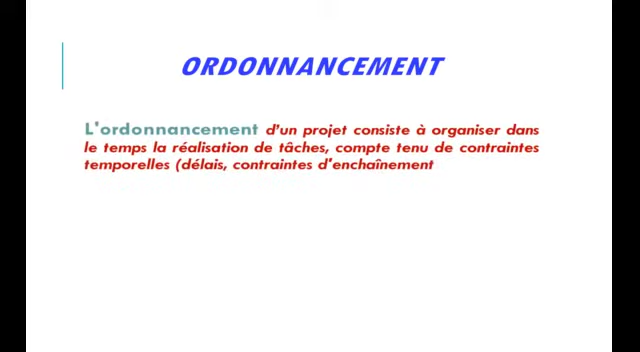 ORDONNANCEMENT
L'ordonnancement d'un projet consiste à organiser dans
le temps la réalisation de tâches, compte tenu de contraintes
temporelles (délais, contraintes d'enchaînement